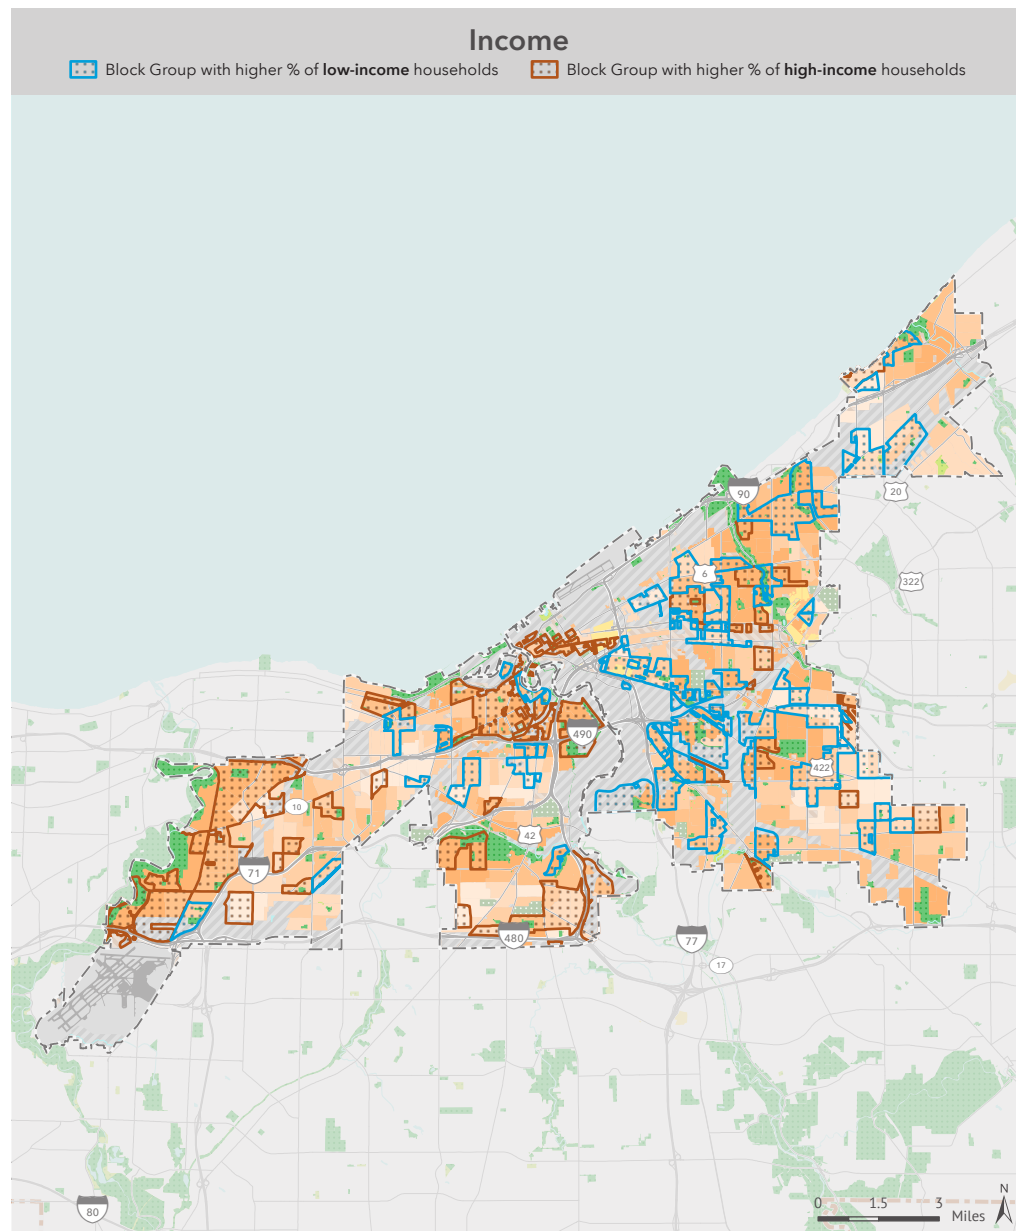 Income
Block Group with higher % of low-income households
Block Group with higher % of high-income households
90
20
6
322
490
422
10
42
71
480
77
17
80
0 1.5 3
Miles
N